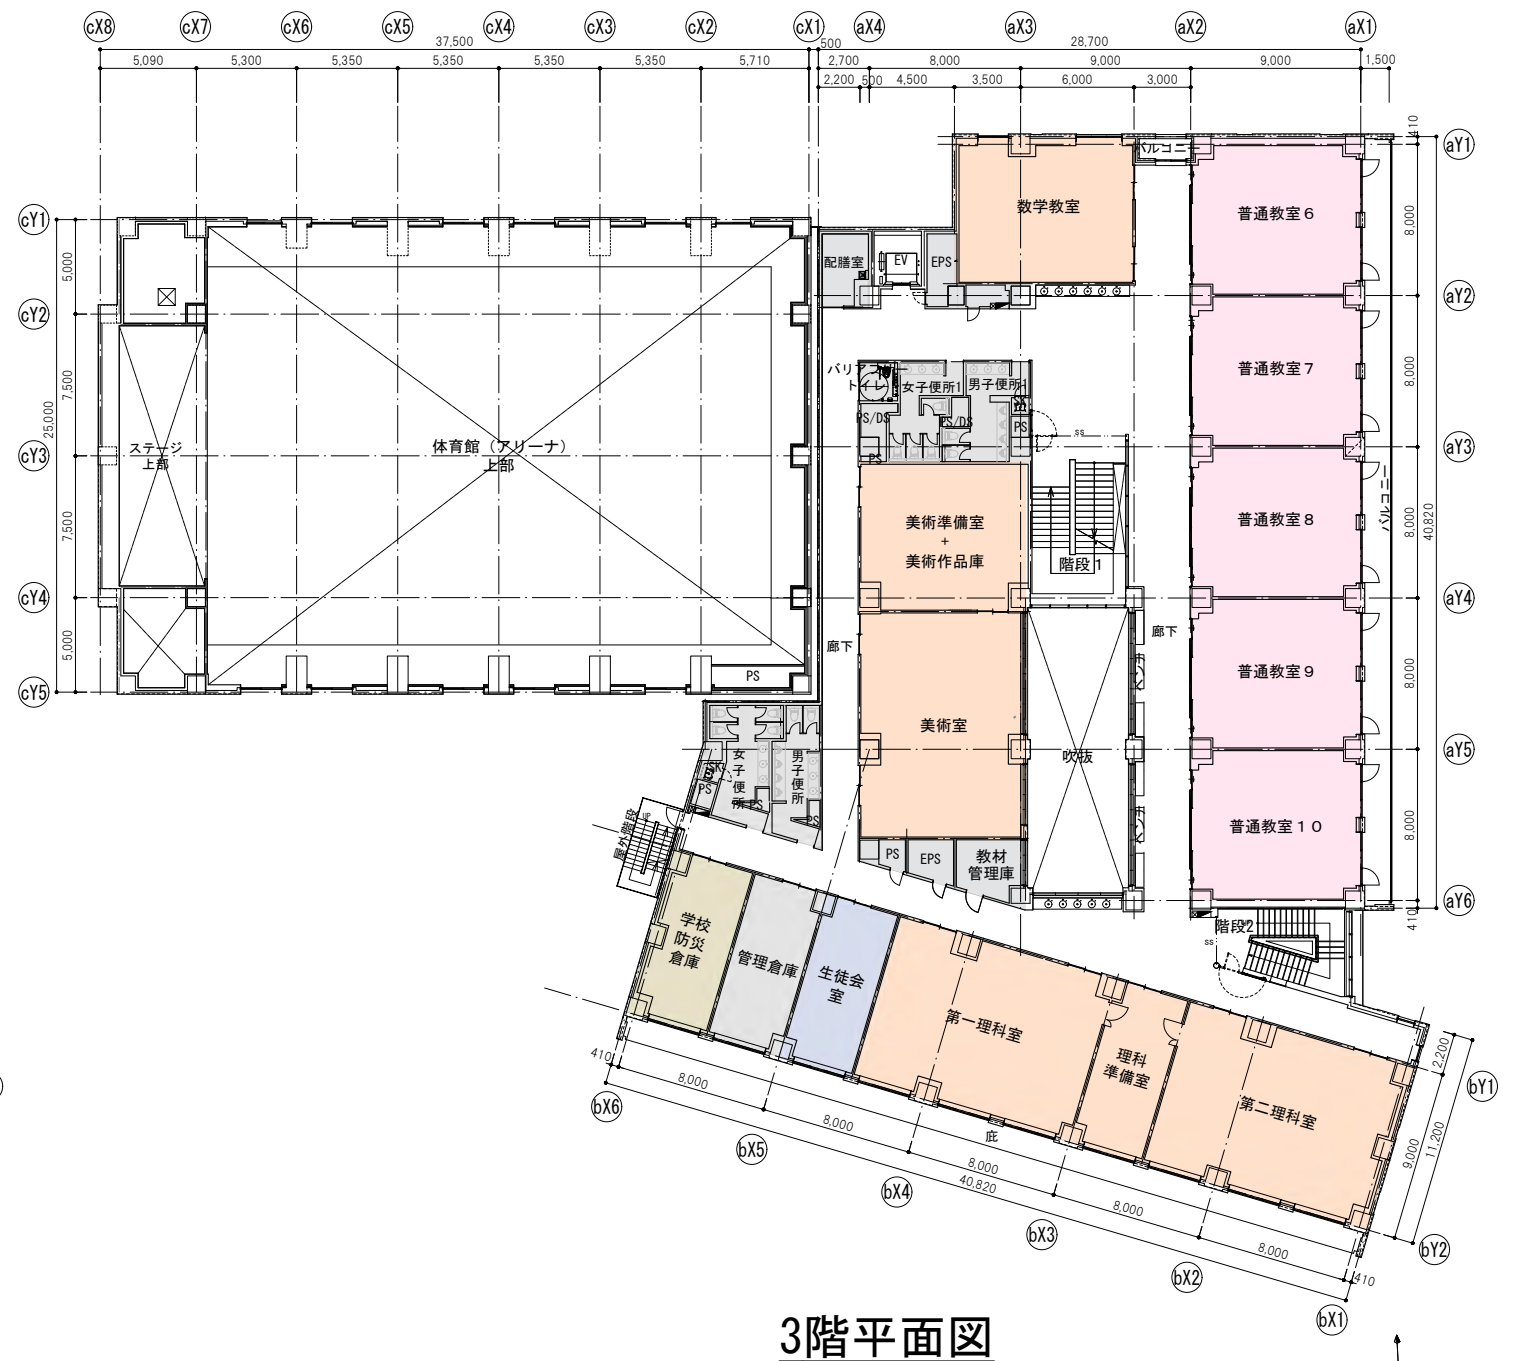 cX8
cX7
cX6
cX5
cX4
cX3
cX2
cX1
aX4
aX3
aX2
aX1
37,500
500
28,700
5,090
5,300
5,350
5,350
5,350
5,350
5,710
2,700
8,000
9,000
9,000
1,500
2,200
500
4,500
3,500
6,000
3,000
410
aY1
バルコニー
数学教室
普通教室6
8,000
cY1
配膳室
EV
EPS
5,000
aY2
cY2
バリアフリー
トイレ
女子便所1
男子便所1
普通教室7
8,000
7,500
25,000
PS/DS
PS/DS
SK
PS
SS
PS
aY3
cY3
ステージ
上部
体育館（アリーナ）
上部
バルコニー
7,500
美術準備室
+
美術作品庫
階段1
普通教室8
8,000
40,820
cY4
aY4
5,000
廊下
廊下
ベンチ
普通教室9
8,000
PS
cY5
美術室
吹抜
aY5
女子便所
男子便所
SK
PS
PS
PS
屋外階段
UP
ベンチ
普通教室10
8,000
PS
EPS
教材
管理庫
aY6
410
階段2
SS
学校
防災
倉庫
管理倉庫
生徒会
室
第一理科室
理科
準備室
第二理科室
2,200
bY1
9,000
11,200
bY2
410
8,000
8,000
庇
8,000
40,820
8,000
8,000
410
bX6
bX5
bX4
bX3
bX2
bX1
3階平面図